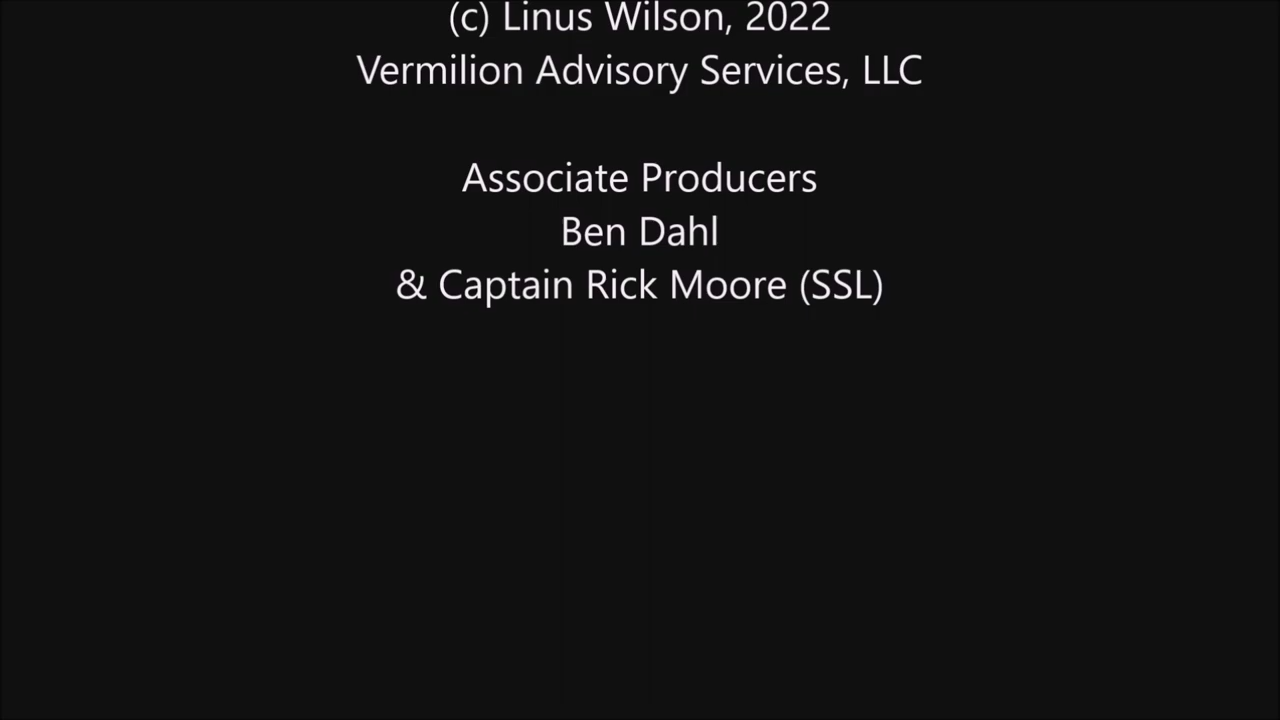 (c) Linus Wilson, 2022
Vermilion Advisory Services, LLC
Associate Producers
Ben Dahl
& Captain Rick Moore (SSL)